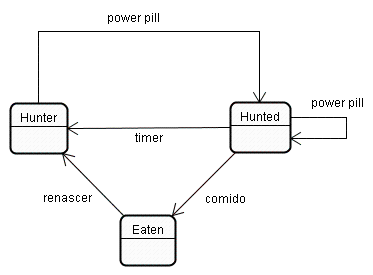 power pill
Hunter
Hunted
power pill
timer
renascer
comido
Eaten